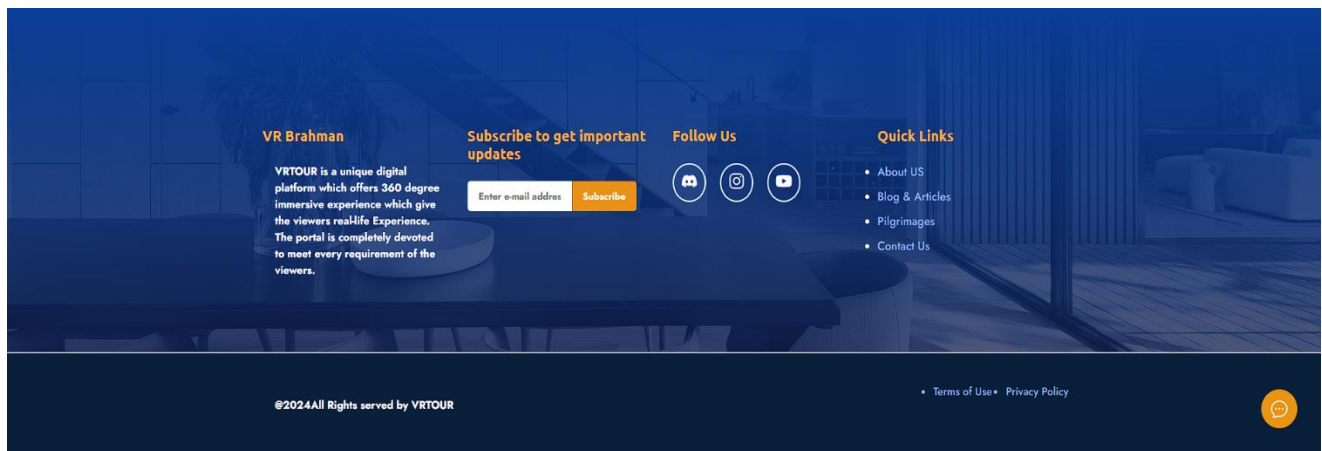 VR Brahman
VRTOUR is a unique digital
platform which offers 360 degree
immersive experience which give
the viewers real-life Experience.
The portal is completely devoted
to meet every requirement of the
viewers.
Subscribe to get important
updates
Enter e-mail addres
Subscribe
Follow Us
Quick Links
About US
Blog & Articles
Pilgrimages
Contact Us
@2024All Rights served by VRTOUR
Terms of Use
Privacy Policy